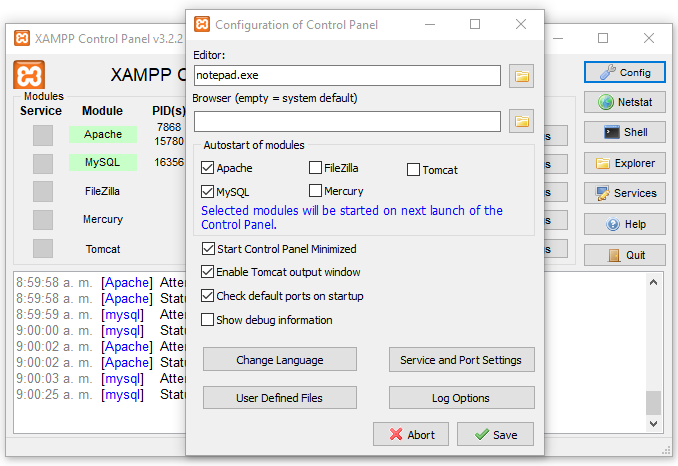 XAMPP Control Panel v3.2.2
Configuration of Control Panel
XAMPP
Modules
Service
Module
PID(s)
Apache
7868
15780
MySQL
16356
FileZilla
Mercury
Tomcat
Editor:
notepad.exe
Browser (empty = system default)
Autostart of modules
Apache
FileZilla
Tomcat
MySQL
Mercury
Selected modules will be started on next launch of the
Control Panel.
Start Control Panel Minimized
Enable Tomcat output window
Check default ports on startup
Show debug information
Change Language
Service and Port Settings
User Defined Files
Log Options
Abort
Save
Config
Netstat
Shell
Explorer
Services
Help
Quit
8:59:58 a. m. [Apache]
8:59:58 a. m. [Apache]
8:59:59 a. m. [mysql]
9:00:00 a. m. [mysql]
9:00:02 a. m. [Apache]
9:00:02 a. m. [Apache]
9:00:03 a. m. [mysql]
9:00:25 a. m. [mysql]